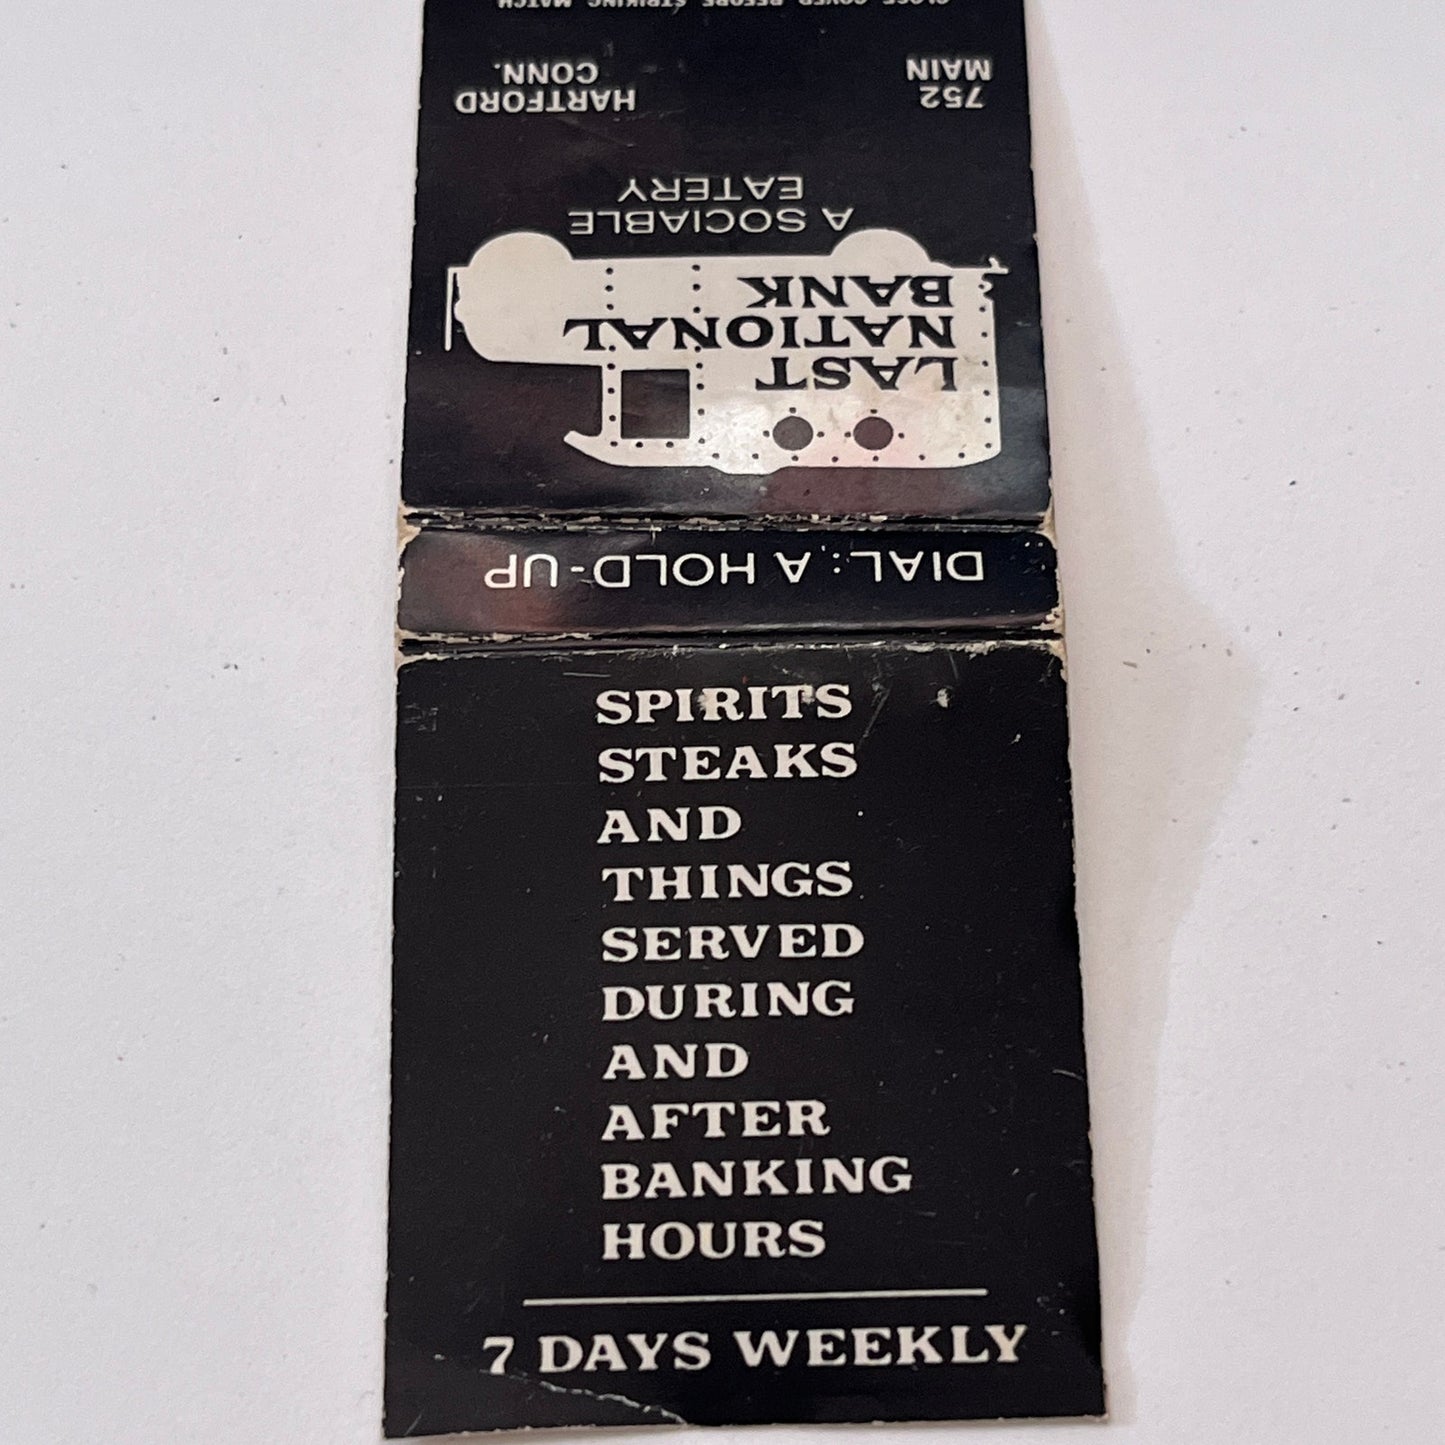 LAST
NATIONAL
BANK
A SOCIABLE
EATERY
752
MAIN
HARTFORD
CONN.
CLOSE COVER BEFORE STRIKING MATCH
DIAL: A HOLD-UP
SPIRITS
STEAKS
AND
THINGS
SERVED
DURING
AND
AFTER
BANKING
HOURS
7 DAYS WEEKLY